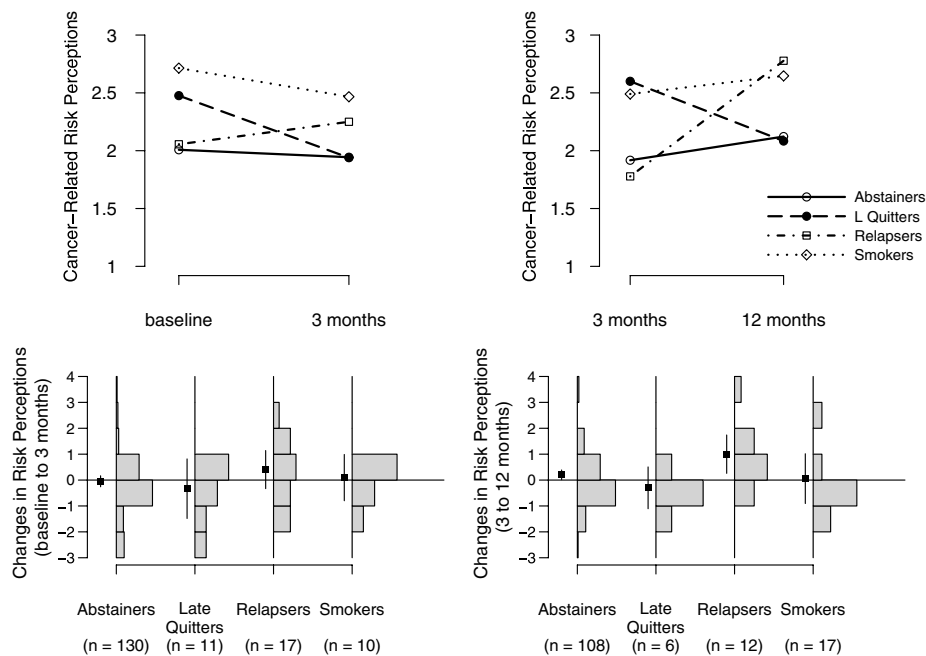 Cancer−Related Risk Perceptions
3
2.5
2
1.5
1
baseline
3 months
Cancer−Related Risk Perceptions
3
2.5
2
1.5
1
3 months
12 months
Abstainers
L Quitters
Relapsers
Smokers
Changes in Risk Perceptions
(baseline to 3 months)
4
3
2
1
0
−1
−2
−3
Abstainers
(n = 130)
Late
Quitters
(n = 11)
Relapsers
(n = 17)
Smokers
(n = 10)
Changes in Risk Perceptions
(3 to 12 months)
4
3
2
1
0
−1
−2
−3
Abstainers
(n = 108)
Late
Quitters
(n = 6)
Relapsers
(n = 12)
Smokers
(n = 17)